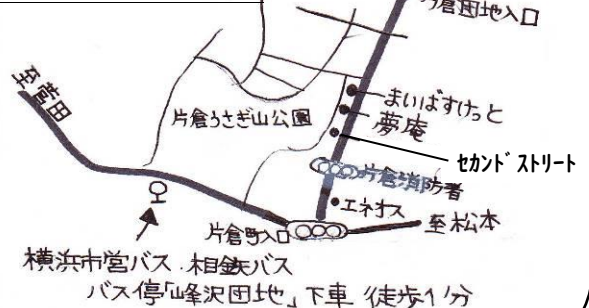 片倉団地入口
至菅田
まいばすけっと
片倉うさぎ山公園
夢庵
セカンドストリート
片倉消防署
エネオス
片倉町入口
至松本
横浜市営バス.相鉄バス
バス停「峰沢団地」下車 徒歩1分